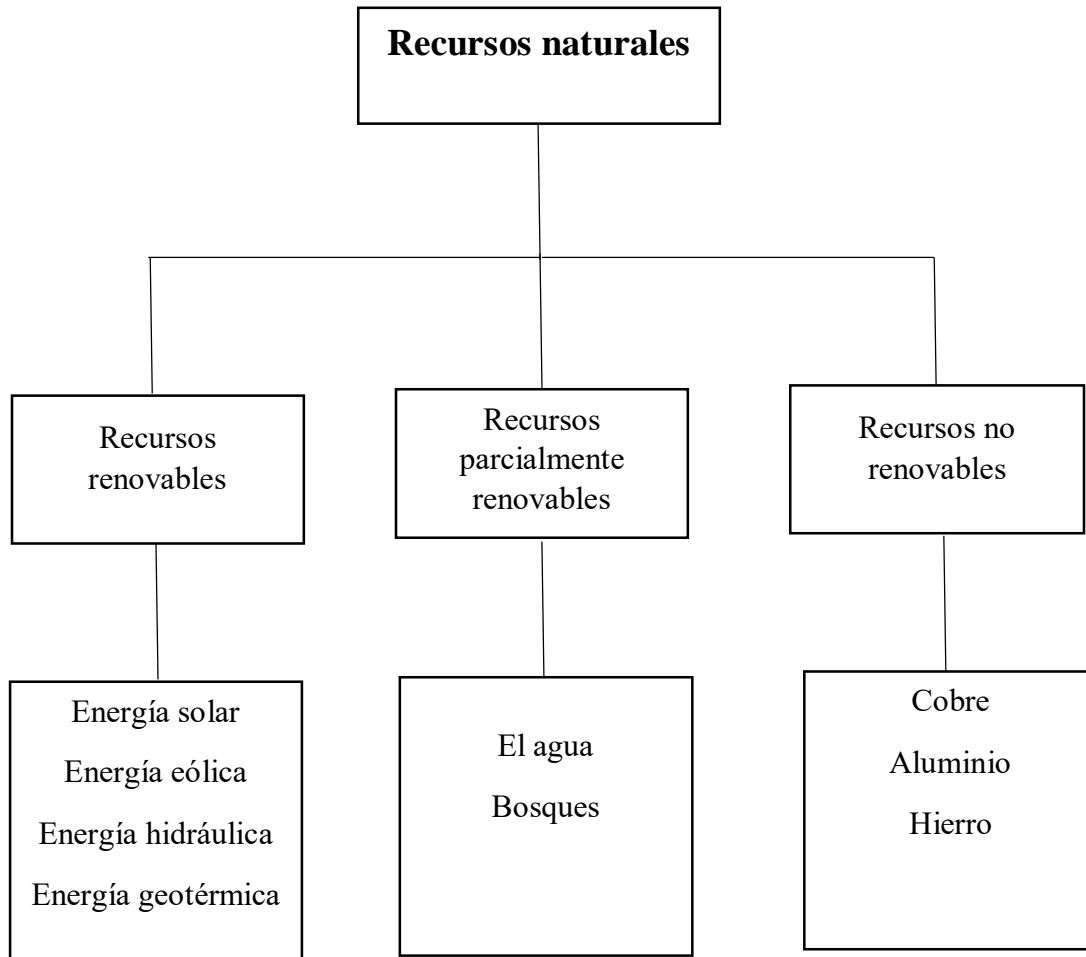 Recursos naturales
Recursos
renovables
Recursos
parcialmente
renovables
Recursos no
renovables
Energía solar
Energía eólica
Energía hidráulica
Energía geotérmica
El agua
Bosques
Cobre
Aluminio
Hierro